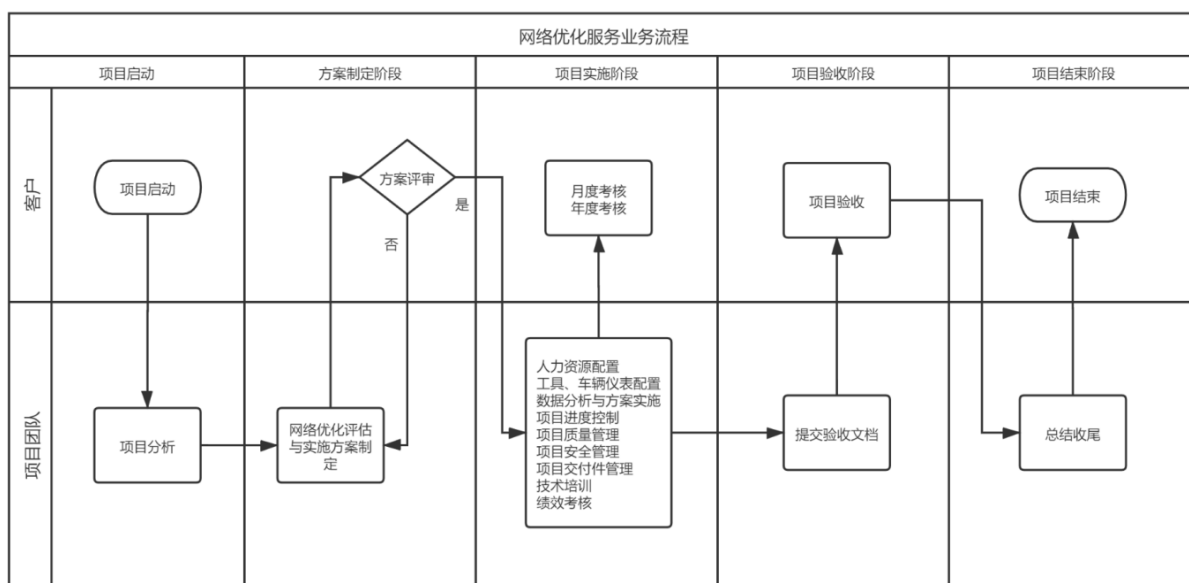 网络优化服务业务流程
项目启动
方案制定阶段
项目实施阶段
项目验收阶段
项目结束阶段
客户
项目启动
方案评审
是
否
月度考核
年度考核
项目验收
项目结束
项目团队
项目分析
网络优化评估
与实施方案制
定
人力资源配置
工具、车辆仪表配置
数据分析与方案实施
项目进度控制
项目质量管理
项目安全管理
项目交付件管理
技术培训
绩效考核
提交验收文档
总结收尾